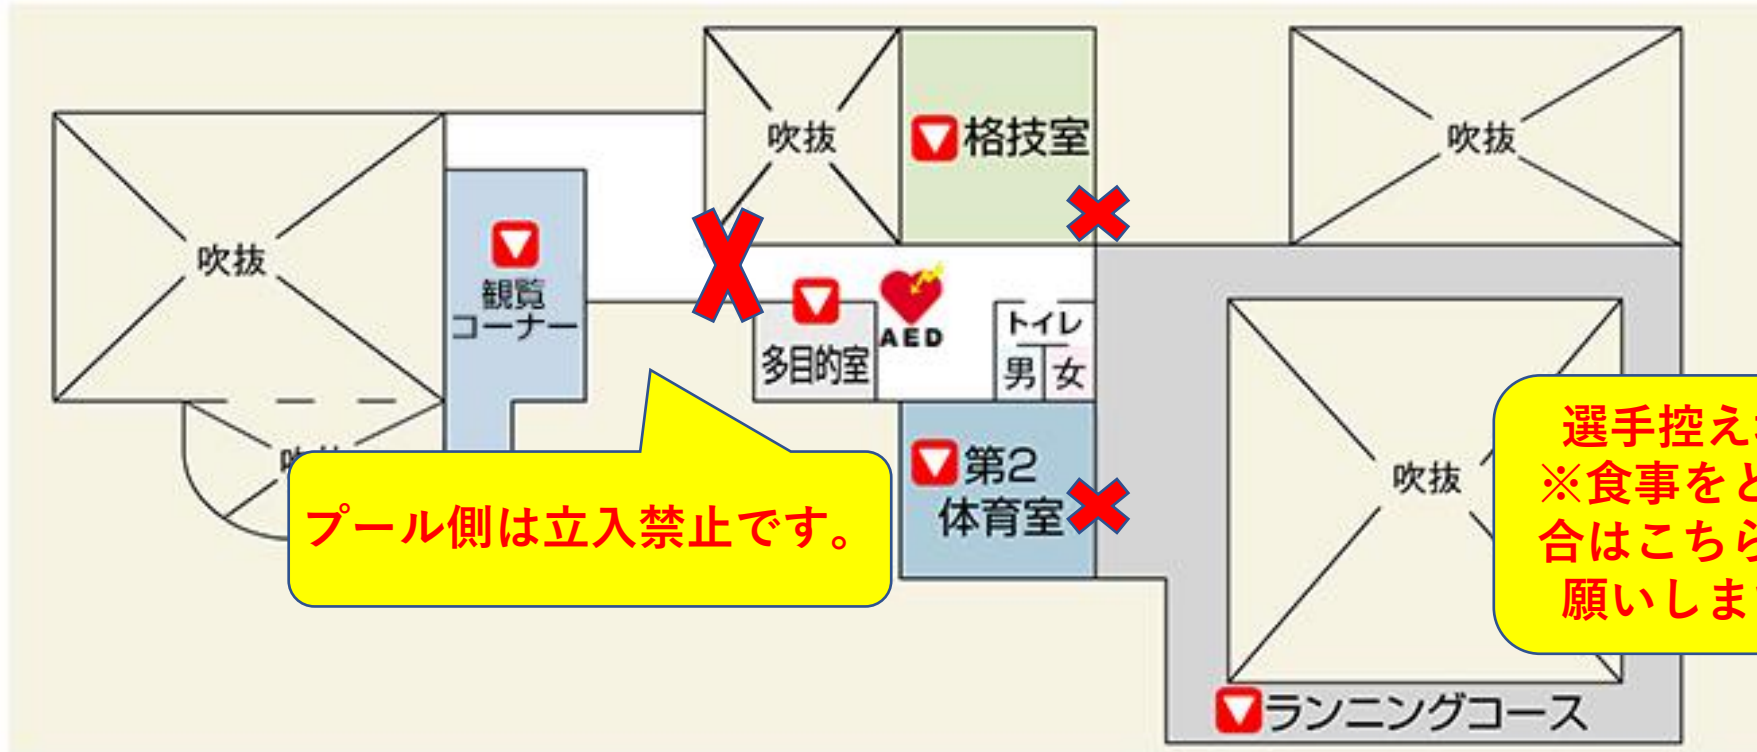 吹抜
格技室
吹抜
吹抜
観覧
コーナー
AED
多目的室
トイレ
男
女
プール側は立入禁止です。
第2
体育室
吹抜
選手控え
※食事をと
合はこちら
願いしま
ランニングコース